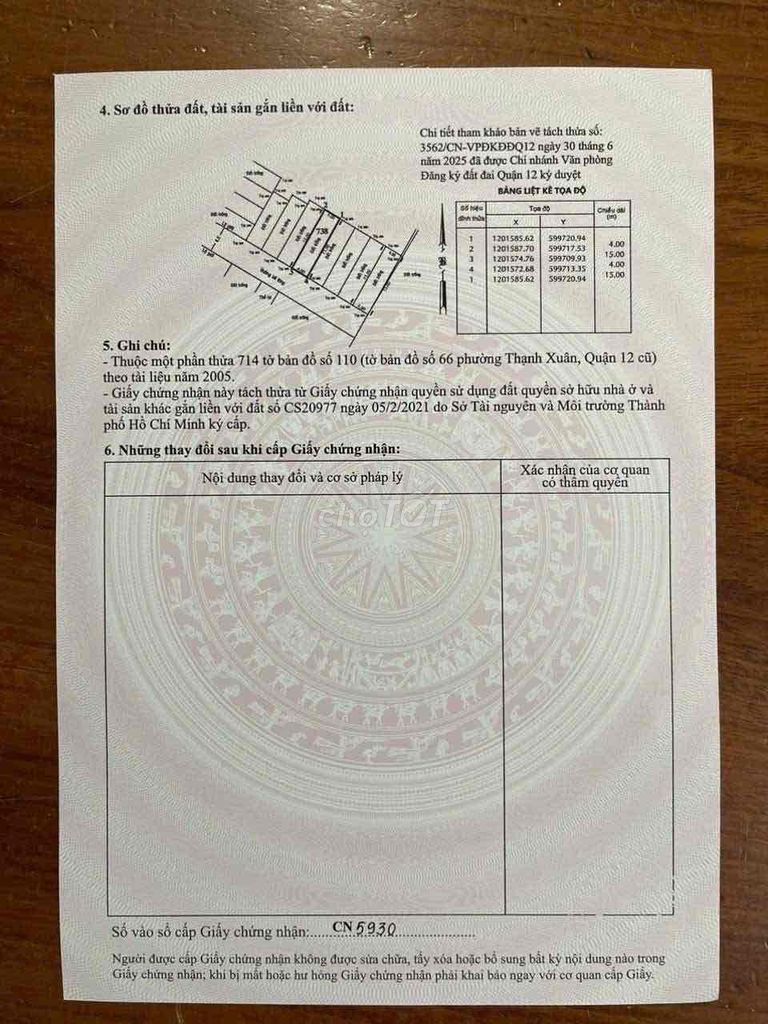 4. Sơ đồ thửa đất, tài sản gắn liền với đất:
Chi tiết tham khảo bản vẽ tách thửa số:
3562/CN-VPĐKĐĐQ12 ngày 30 tháng 6
năm 2025 đã được Chi nhánh Văn phòng
Đăng ký đất đai Quận 12 ký duyệt
BẢNG LIỆT KÊ TỌA ĐỘ
Số hiệu đỉnh thửa Tọa độ Chiều dài (m)
X Y
1 1201585.62 599720.94
4.00
2 1201587.70 599717.53
15.00
3 1201574.76 599709.93
4.00
4 1201572.68 599713.35
15.00
1 1201585.62 599720.94
738
Đất trống
5. Ghi chú:
- Thuộc một phần thửa 714 tờ bản đồ số 110 (tờ bản đồ số 66 phường Thạnh Xuân, Quận 12 cũ)
theo tài liệu năm 2005.
- Giấy chứng nhận này tách thửa từ Giấy chứng nhận quyền sử dụng đất quyền sở hữu nhà ở và
tài sản khác gắn liền với đất số CS20977 ngày 05/2/2021 do Sở Tài nguyên và Môi trường Thành
phố Hồ Chí Minh ký cấp.
6. Những thay đổi sau khi cấp Giấy chứng nhận:
Nội dung thay đổi và cơ sở pháp lý
Xác nhận của cơ quan
có thẩm quyền
choTỐT
Số vào sổ cấp Giấy chứng nhận:.....CN 5930....................
Người được cấp Giấy chứng nhận không được sửa chữa, tẩy xóa hoặc bổ sung bất kỳ nội dung nào trong
Giấy chứng nhận; khi bị mất hoặc hư hỏng Giấy chứng nhận phải khai báo ngay với cơ quan cấp Giấy.